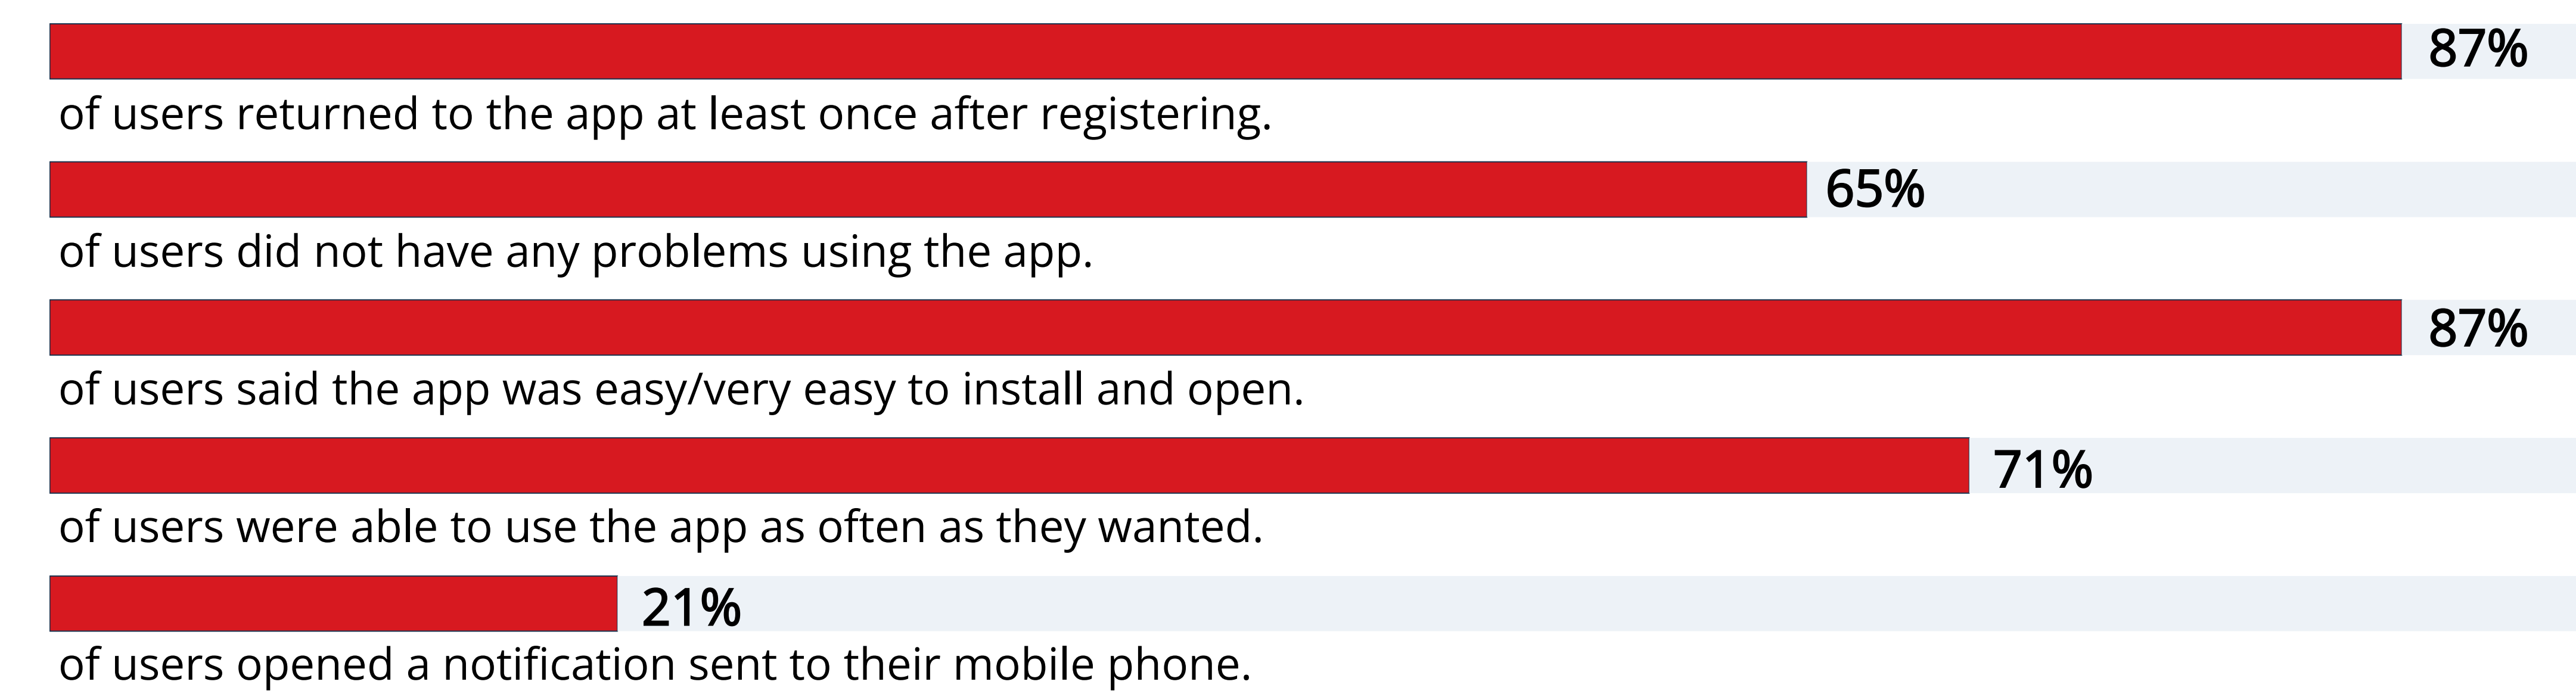 87%
of users returned to the app at least once after registering.
65%
of users did not have any problems using the app.
87%
of users said the app was easy/very easy to install and open.
71%
of users were able to use the app as often as they wanted.
21%
of users opened a notification sent to their mobile phone.